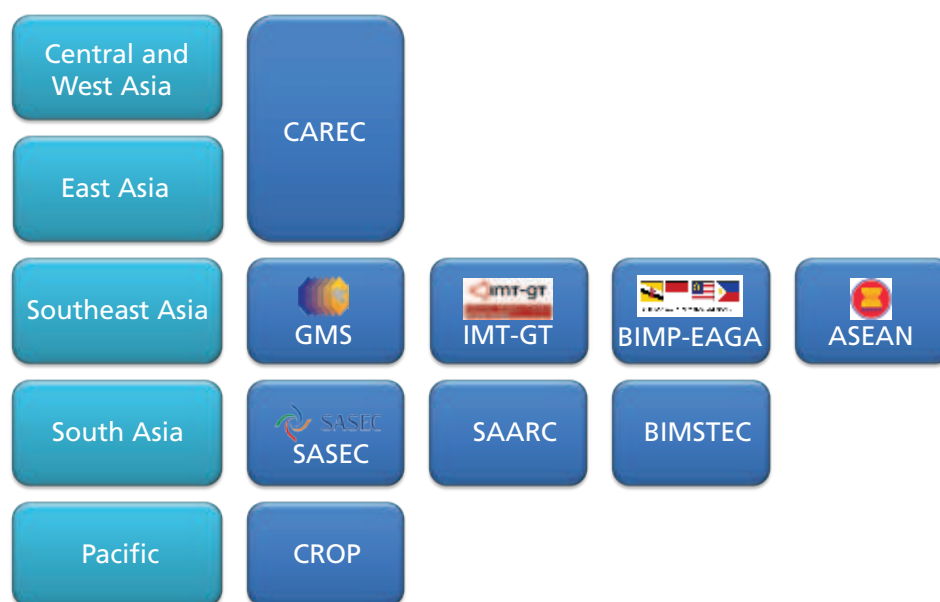 Central and
West Asia
CAREC
East Asia
Southeast Asia
GMS
imt-gt
IMT-GT
BIMP-EAGA
ASEAN
South Asia
SASEC
SASEC
SAARC
BIMSTEC
Pacific
CROP